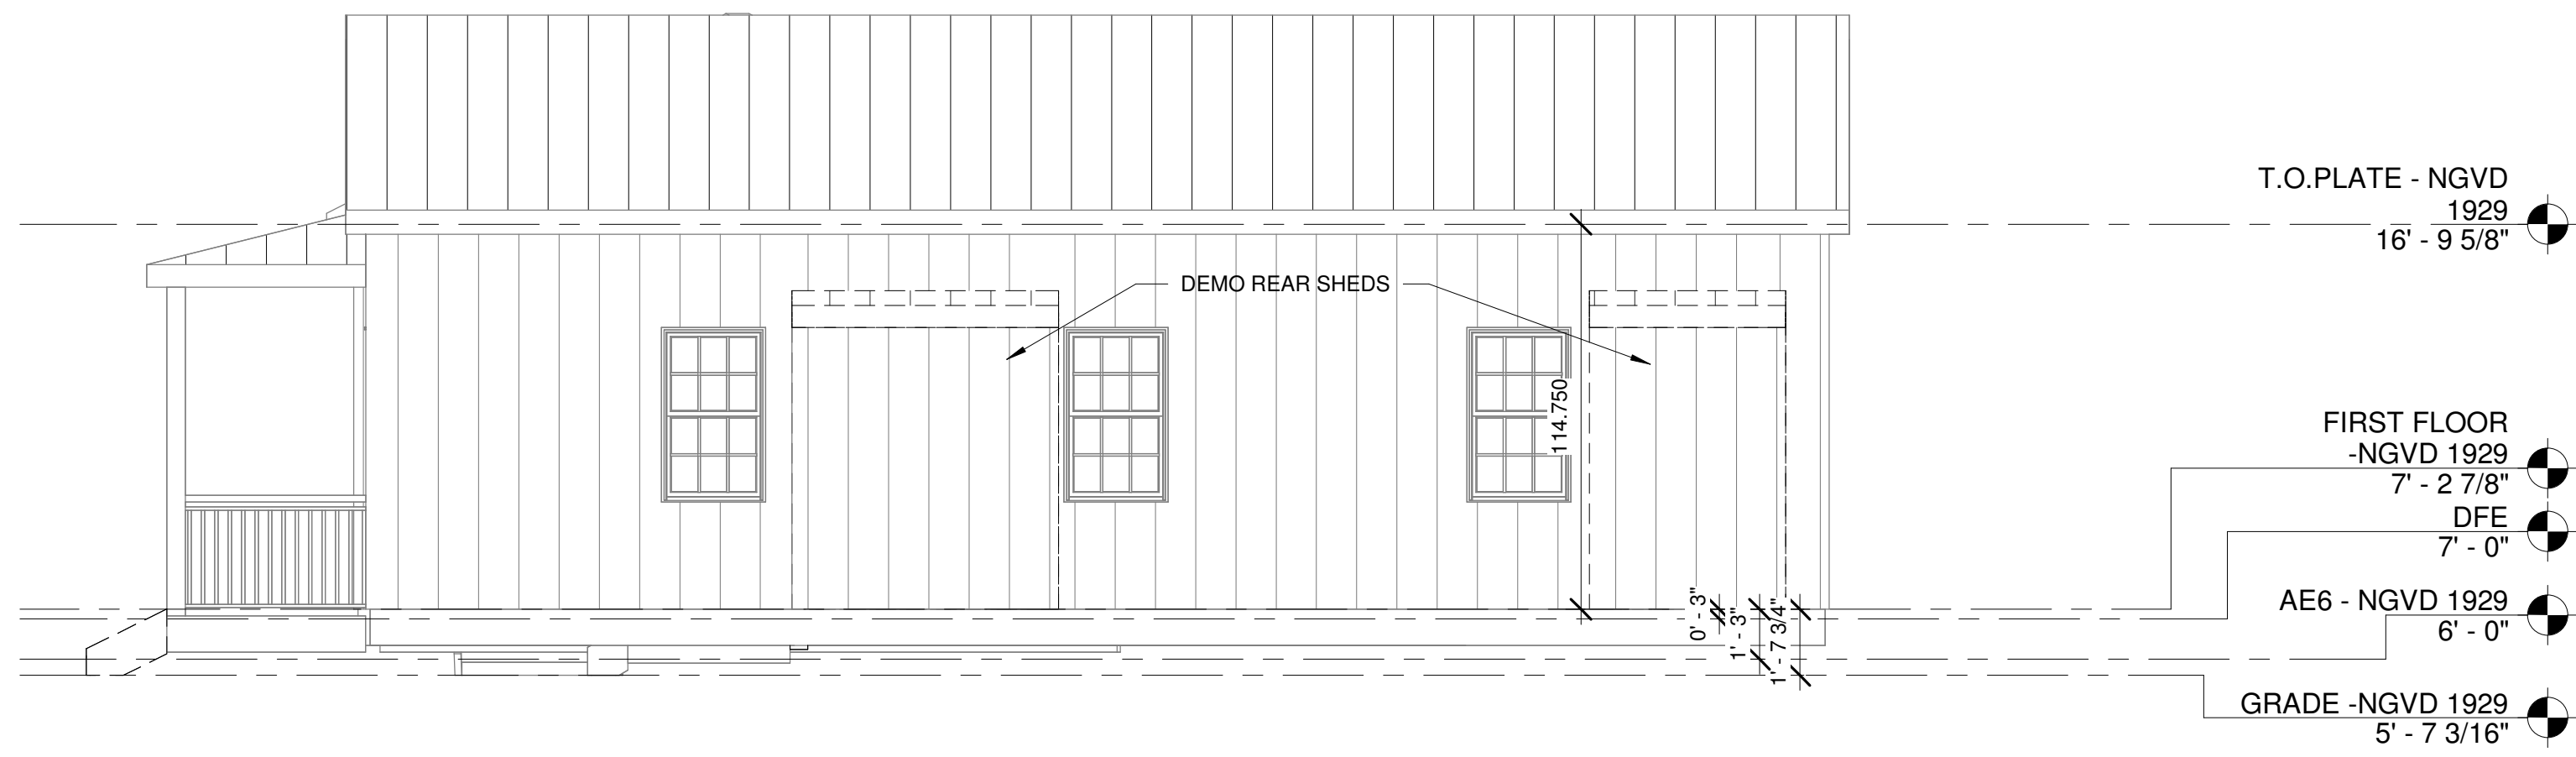 T.O.PLATE - NGVD
1929
16' - 9 5/8"
DEMO REAR SHEDS
114.750
FIRST FLOOR
-NGVD 1929
7' - 2 7/8"
DFE
7' - 0"
0' - 3"
1' - 3"
1' - 7 3/4"
AE6 - NGVD 1929
6' - 0"
GRADE -NGVD 1929
5' - 7 3/16"